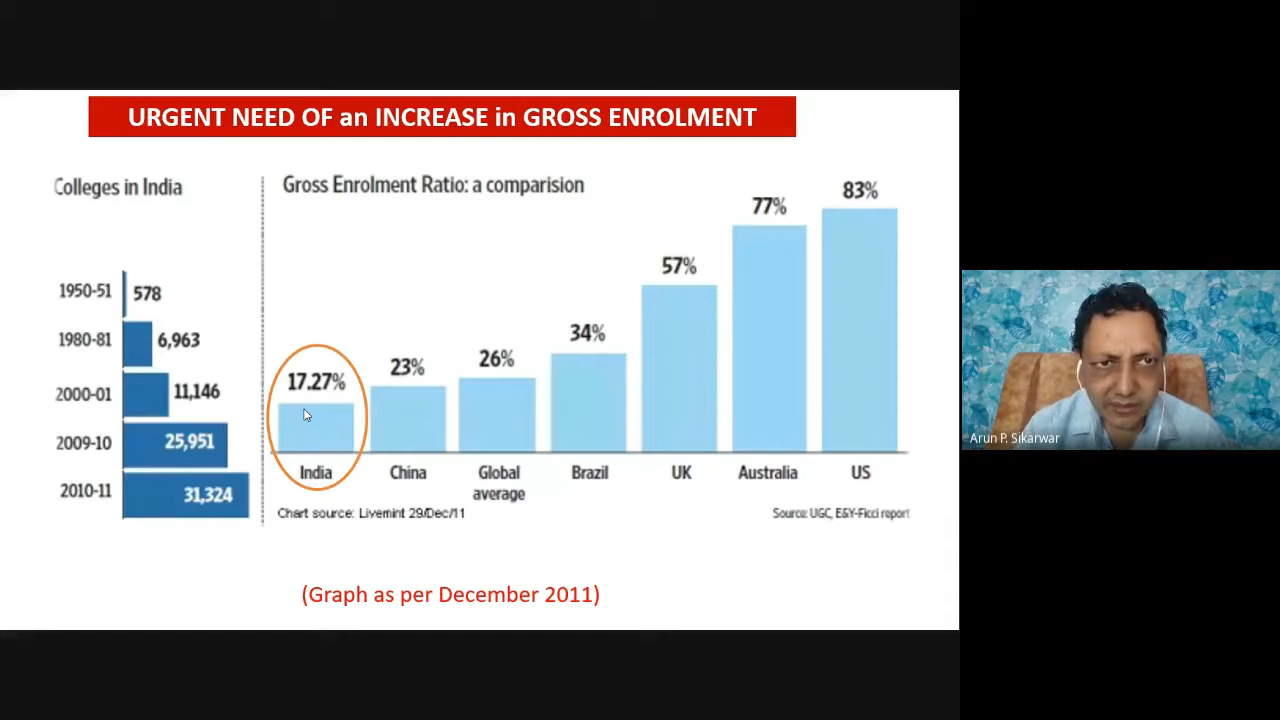 URGENT NEED OF an INCREASE in GROSS ENROLMENT
Colleges in India
1950-51 578
1980-81 6,963
2000-01 11,146
2009-10 25,951
2010-11 31,324
Gross Enrolment Ratio: a comparision
17.27% 23% 26% 34% 57% 77% 83%
India China Global Brazil UK Australia US
average
Chart source: Livemint 29/Dec/11
Source: UGC, E&Y-Ficci report
(Graph as per December 2011)
Arun P. Sikarwar